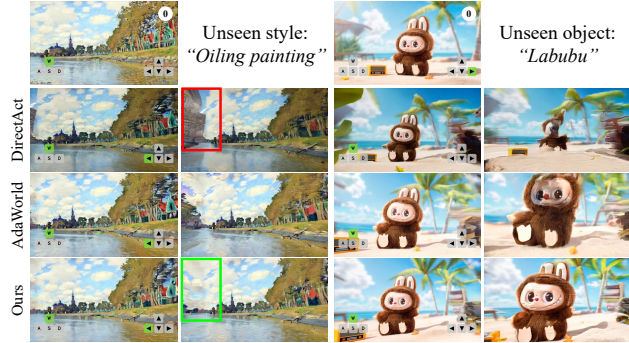 0
Unseen style:
“Oiling painting”
W
A S D
◀ ▲ ▼ ▶
0
Unseen object:
“Labubu”
W
A S D
◀ ▲ ▼ ▶
DirectAct
W
A S D
◀ ▲ ▼ ▶
W
A S D
◀ ▲ ▼ ▶
AdaWorld
W
A S D
◀ ▲ ▼ ▶
W
A S D
◀ ▲ ▼ ▶
Ours
W
A S D
◀ ▲ ▼ ▶
W
A S D
◀ ▲ ▼ ▶